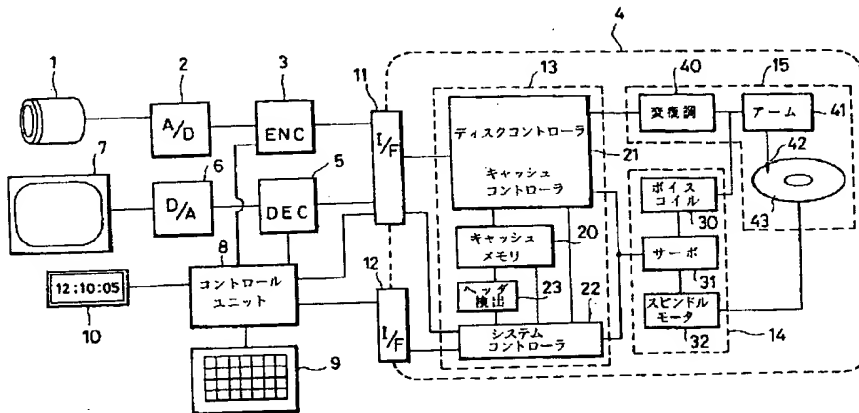 4
1
2
3
11
13
40
15
A/D
ENC
I/F
ディスクコントローラ
キャッシュ
コントローラ
21
変復調
アーム
41
42
43
7
6
5
D/A
DEC
8
コントロール
ユニット
12:10:05
10
9
12
I/F
キャッシュ
メモリ
20
ヘッダ
検出
23
22
システム
コントローラ
ボイス
コイル
30
サーボ
31
スピンドル
モータ
32
14